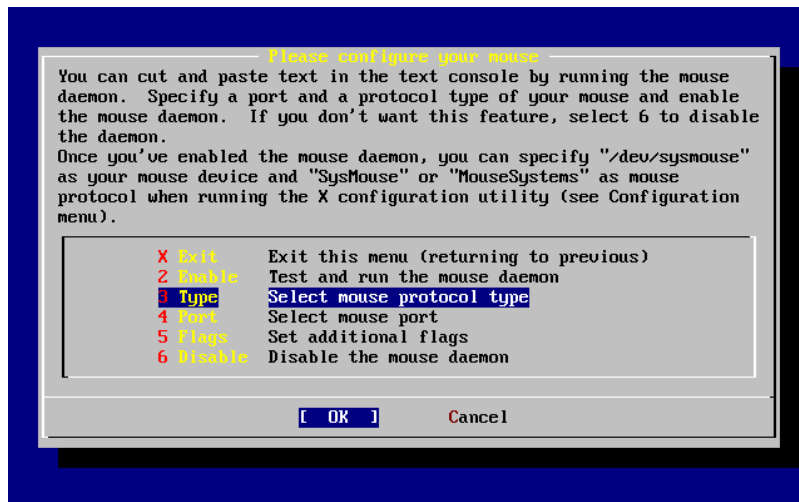 Please configure your mouse
You can cut and paste text in the text console by running the mouse
daemon.  Specify a port and a protocol type of your mouse and enable
the mouse daemon.  If you don't want this feature, select 6 to disable
the daemon.
Once you've enabled the mouse daemon, you can specify "/dev/sysmouse"
as your mouse device and "SysMouse" or "MouseSystems" as mouse
protocol when running the X configuration utility (see Configuration
menu).
X Exit Exit this menu (returning to previous)
2 Enable Test and run the mouse daemon
3 Type Select mouse protocol type
4 Port Select mouse port
5 Flags Set additional flags
6 Disable Disable the mouse daemon
[ OK ] Cancel